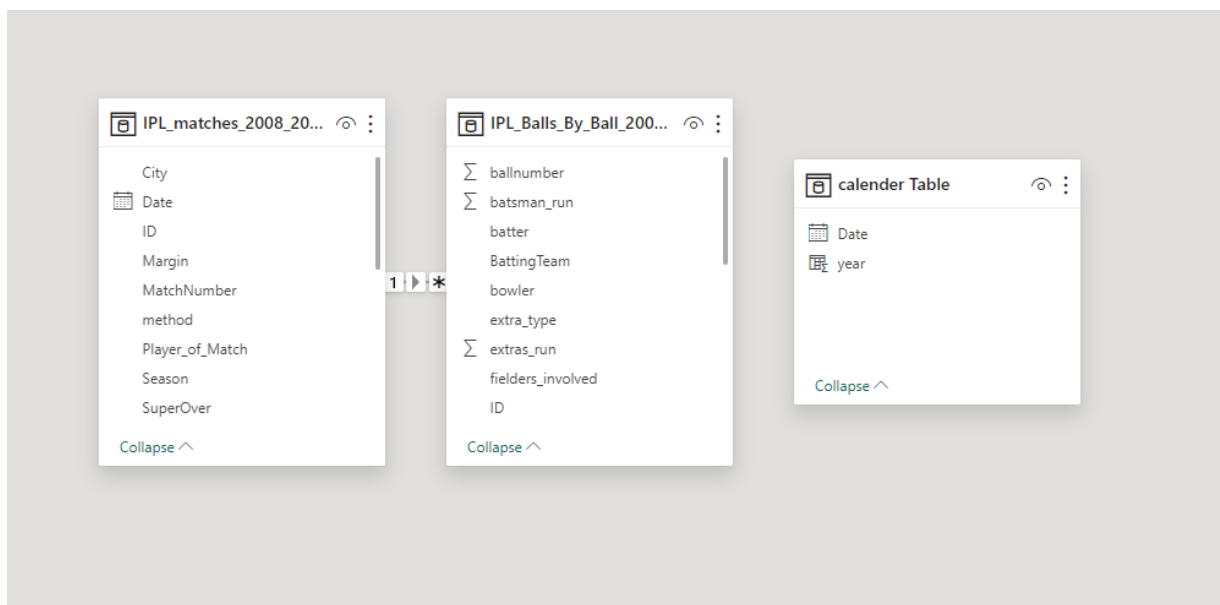 IPL_matches_2008_20...
City
Date
ID
Margin
MatchNumber
method
Player_of_Match
Season
SuperOver
Collapse
1
*
IPL_Balls_By_Ball_200...
ballnumber
batsman_run
batter
BattingTeam
bowler
extra_type
extras_run
fielders_involved
ID
Collapse
calender Table
Date
year
Collapse